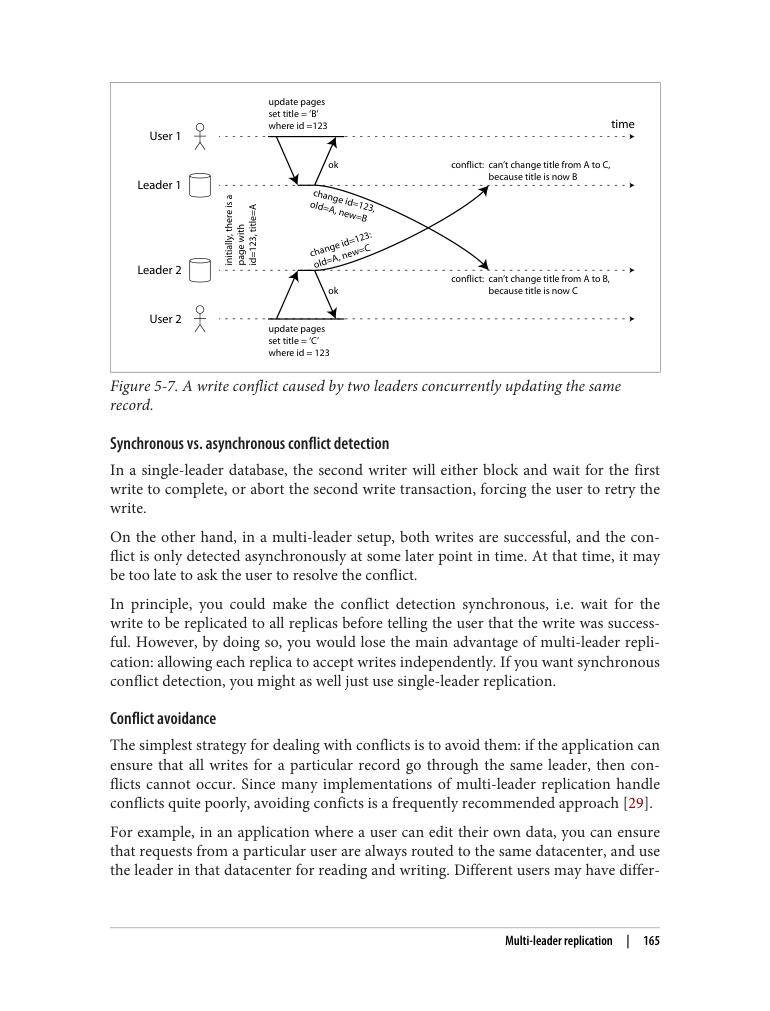 update pages
set title = ‘B’
where id =123
time
User 1
ok
conflict: can’t change title from A to C,
because title is now B
Leader 1
change id=123,
old=A, new=B
initially, there is a
page with
id=123, title=A
change id=123:
old=A, new=C
Leader 2
conflict: can’t change title from A to B,
because title is now C
ok
User 2
update pages
set title = ‘C’
where id = 123
Figure 5-7. A write conflict caused by two leaders concurrently updating the same
record.
Synchronous vs. asynchronous conflict detection
In a single-leader database, the second writer will either block and wait for the first
write to complete, or abort the second write transaction, forcing the user to retry the
write.
On the other hand, in a multi-leader setup, both writes are successful, and the con-
flict is only detected asynchronously at some later point in time. At that time, it may
be too late to ask the user to resolve the conflict.
In principle, you could make the conflict detection synchronous, i.e. wait for the
write to be replicated to all replicas before telling the user that the write was success-
ful. However, by doing so, you would lose the main advantage of multi-leader repli-
cation: allowing each replica to accept writes independently. If you want synchronous
conflict detection, you might as well just use single-leader replication.
Conflict avoidance
The simplest strategy for dealing with conflicts is to avoid them: if the application can
ensure that all writes for a particular record go through the same leader, then con-
flicts cannot occur. Since many implementations of multi-leader replication handle
conflicts quite poorly, avoiding conficts is a frequently recommended approach [29].
For example, in an application where a user can edit their own data, you can ensure
that requests from a particular user are always routed to the same datacenter, and use
the leader in that datacenter for reading and writing. Different users may have differ-
Multi-leader replication | 165